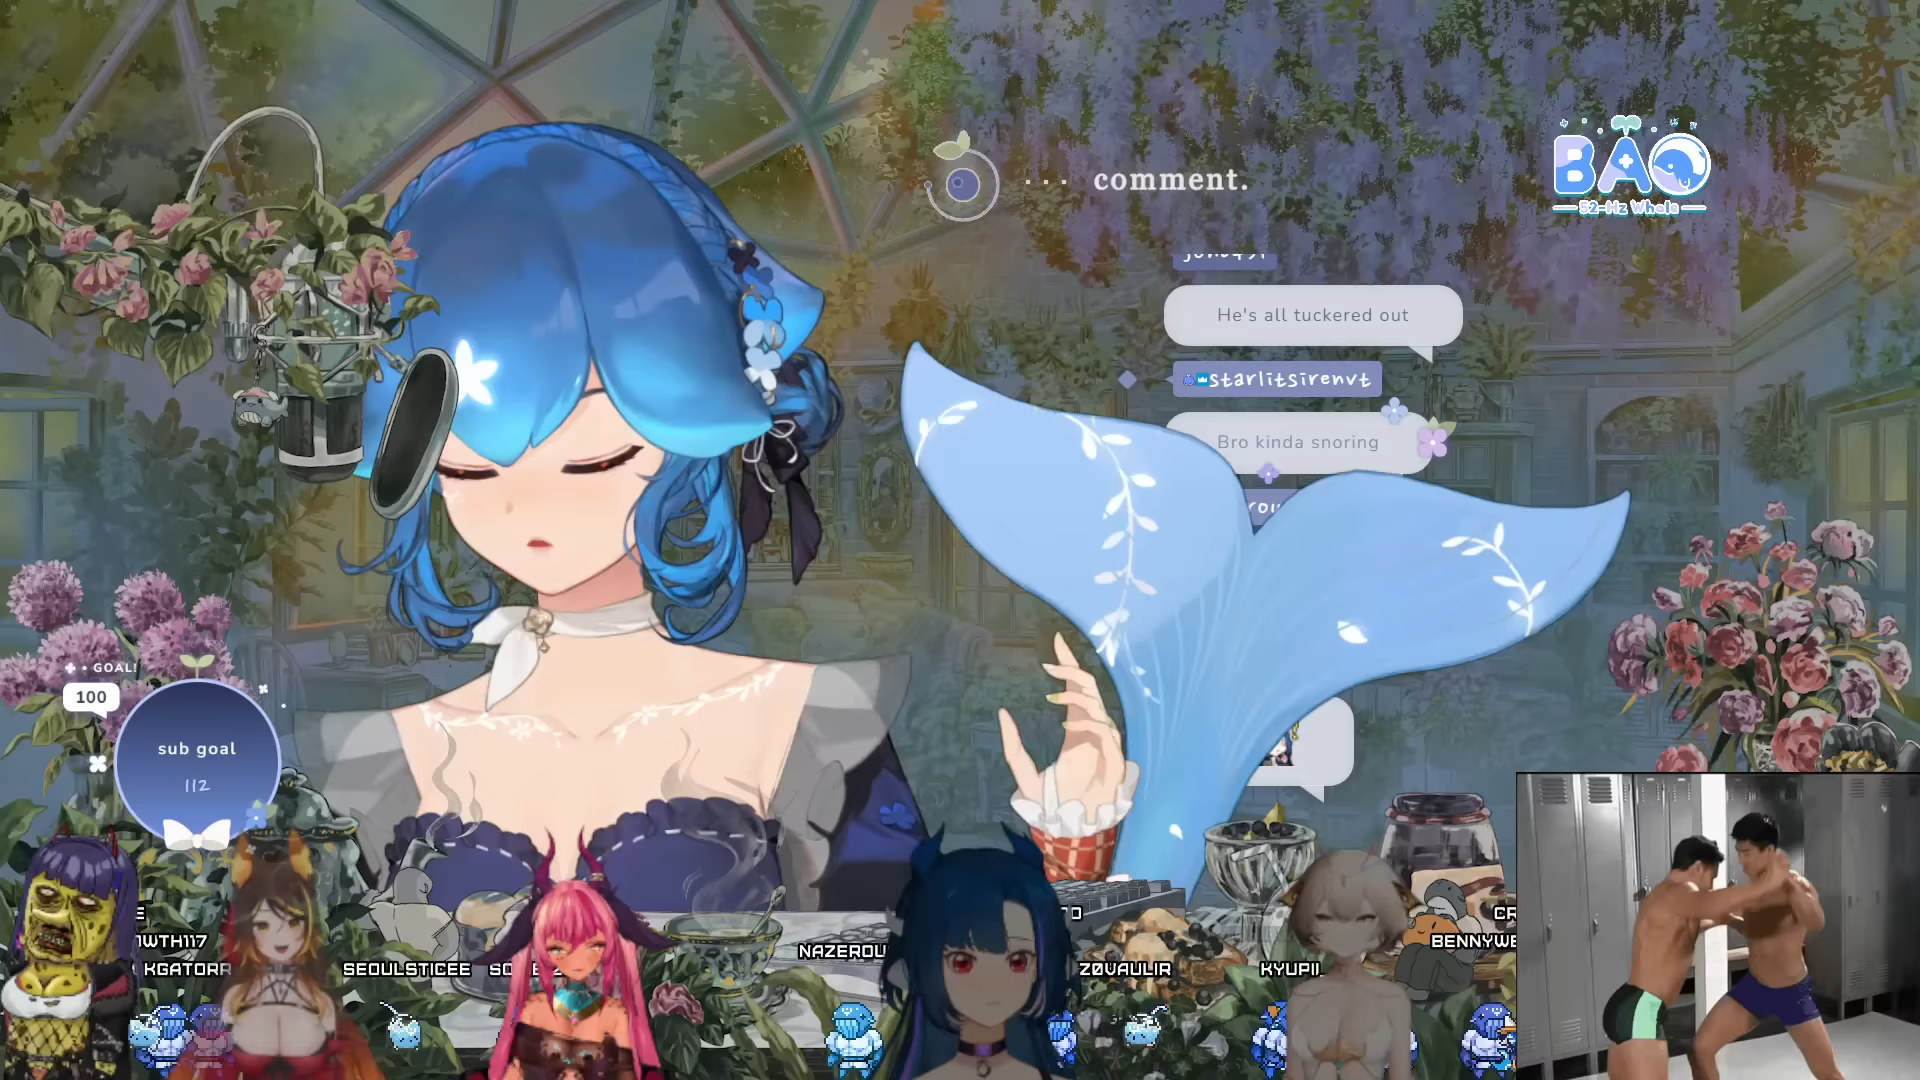 comment.
BAO
52-Hz Whale
He's all tuckered out
starlitsirenvt
Bro kinda snoring
GOAL!
100
sub goal
112
KGATORR
SEOULSTICEE
NAZEROU
ZØVAULIR
KYUPII
BENNYWE